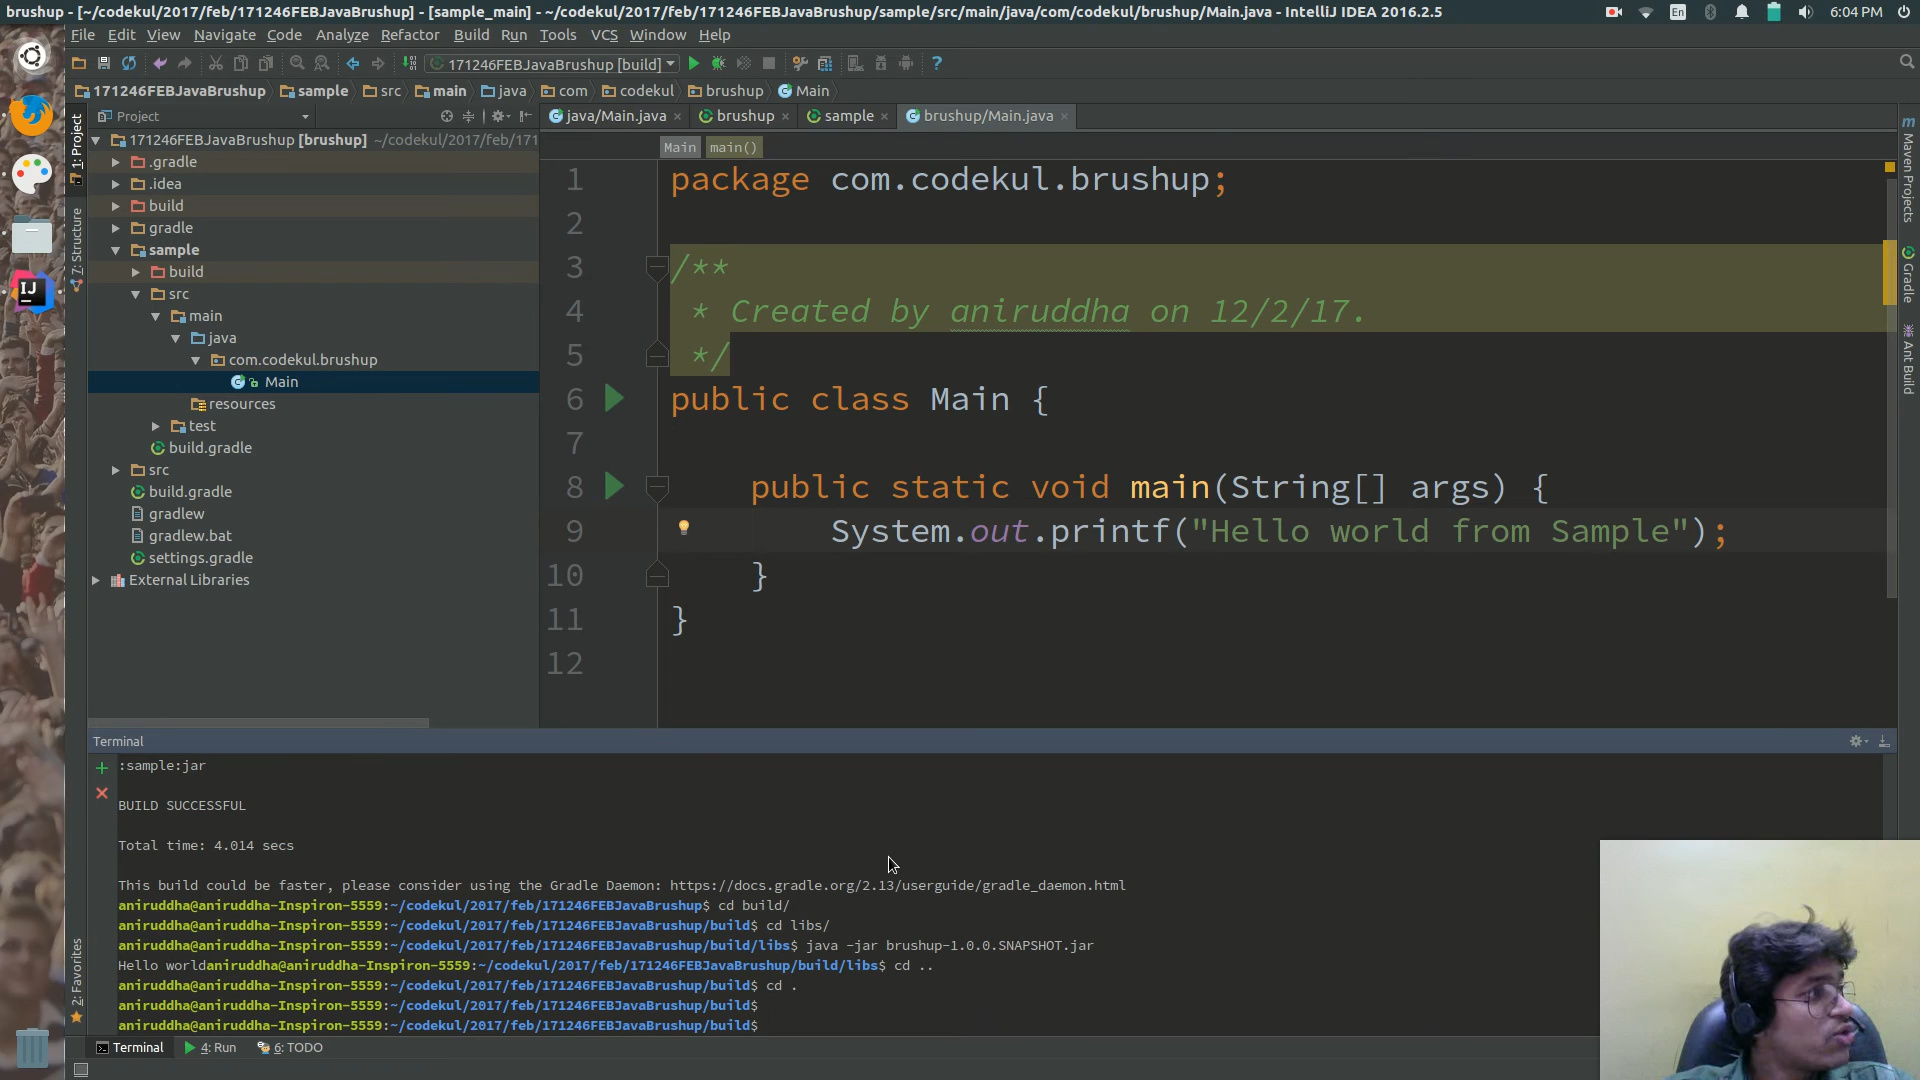 brushup - [~/codekul/2017/feb/171246FEBJavaBrushup] - [sample_main] - ~/codekul/2017/feb/171246FEBJavaBrushup/sample/src/main/java/com/codekul/brushup/Main.java - IntelliJ IDEA 2016.2.5
En
6:04 PM
File Edit View Navigate Code Analyze Refactor Build Run Tools VCS Window Help
171246FEBJavaBrushup [build]
171246FEBJavaBrushup sample src main java com codekul brushup Main
Project
java/Main.java brushup sample brushup/Main.java
1: Project
7: Structure
2: Favorites
171246FEBJavaBrushup [brushup] ~/codekul/2017/feb/171
.gradle
.idea
build
gradle
sample
build
src
main
java
com.codekul.brushup
Main
resources
test
build.gradle
src
build.gradle
gradlew
gradlew.bat
settings.gradle
External Libraries
Main main()
1 package com.codekul.brushup;
2
3 /**
4 * Created by aniruddha on 12/2/17.
5 */
6 public class Main {
7
8 public static void main(String[] args) {
9 System.out.printf("Hello world from Sample");
10 }
11 }
12
m Maven Projects
Gradle
Ant Build
Terminal
:sample:jar
BUILD SUCCESSFUL
Total time: 4.014 secs
This build could be faster, please consider using the Gradle Daemon: https://docs.gradle.org/2.13/userguide/gradle_daemon.html
aniruddha@aniruddha-Inspiron-5559:~/codekul/2017/feb/171246FEBJavaBrushup$ cd build/
aniruddha@aniruddha-Inspiron-5559:~/codekul/2017/feb/171246FEBJavaBrushup/build$ cd libs/
aniruddha@aniruddha-Inspiron-5559:~/codekul/2017/feb/171246FEBJavaBrushup/build/libs$ java -jar brushup-1.0.0.SNAPSHOT.jar
Hello worldaniruddha@aniruddha-Inspiron-5559:~/codekul/2017/feb/171246FEBJavaBrushup/build/libs$ cd ..
aniruddha@aniruddha-Inspiron-5559:~/codekul/2017/feb/171246FEBJavaBrushup/build$ cd .
aniruddha@aniruddha-Inspiron-5559:~/codekul/2017/feb/171246FEBJavaBrushup/build$
aniruddha@aniruddha-Inspiron-5559:~/codekul/2017/feb/171246FEBJavaBrushup/build$
Terminal 4: Run 6: TODO
IJ